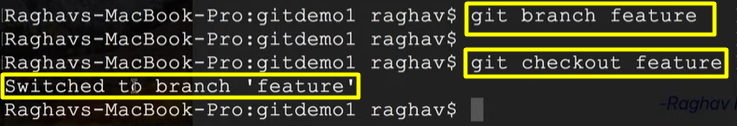 Raghavs-MacBook-Pro:gitdemo1 raghav$ git branch feature
Raghavs-MacBook-Pro:gitdemo1 raghav$
Raghavs-MacBook-Pro:gitdemo1 raghav$ git checkout feature
Switched to branch 'feature'
Raghavs-MacBook-Pro:gitdemo1 raghav$
-Raghav